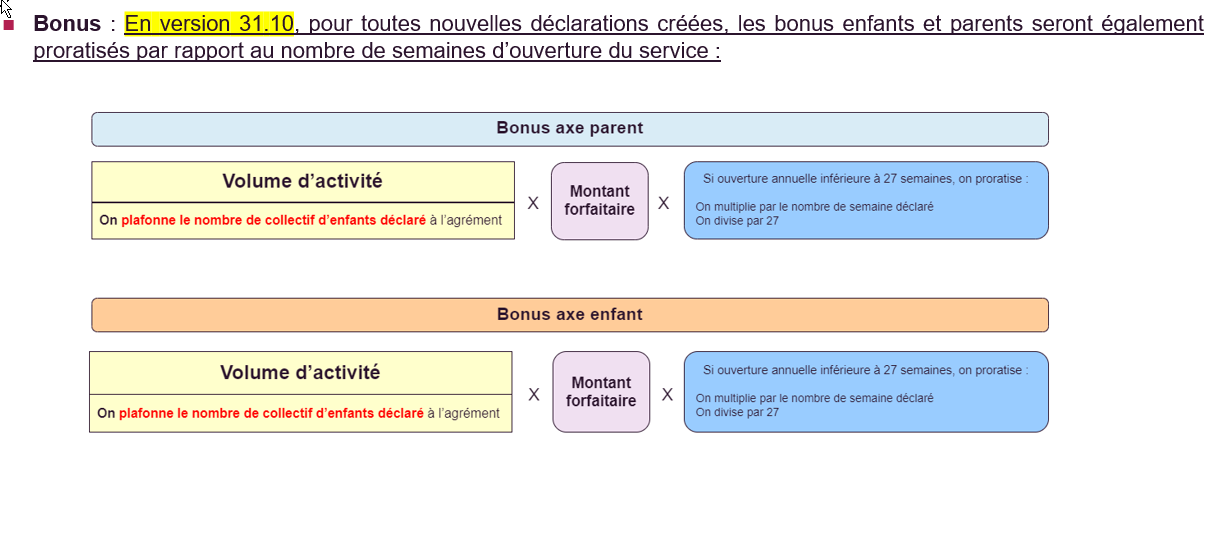 Bonus : En version 31.10, pour toutes nouvelles déclarations créées, les bonus enfants et parents seront également
proratisés par rapport au nombre de semaines d’ouverture du service :
Bonus axe parent
Volume d’activité
On plafonne le nombre de collectif d’enfants déclaré à l’agrément
X
Montant
forfaitaire
X
Si ouverture annuelle inférieure à 27 semaines, on proratise :
On multiplie par le nombre de semaine déclaré
On divise par 27
Bonus axe enfant
Volume d’activité
On plafonne le nombre de collectif d’enfants déclaré à l’agrément
X
Montant
forfaitaire
X
Si ouverture annuelle inférieure à 27 semaines, on proratise :
On multiplie par le nombre de semaine déclaré
On divise par 27